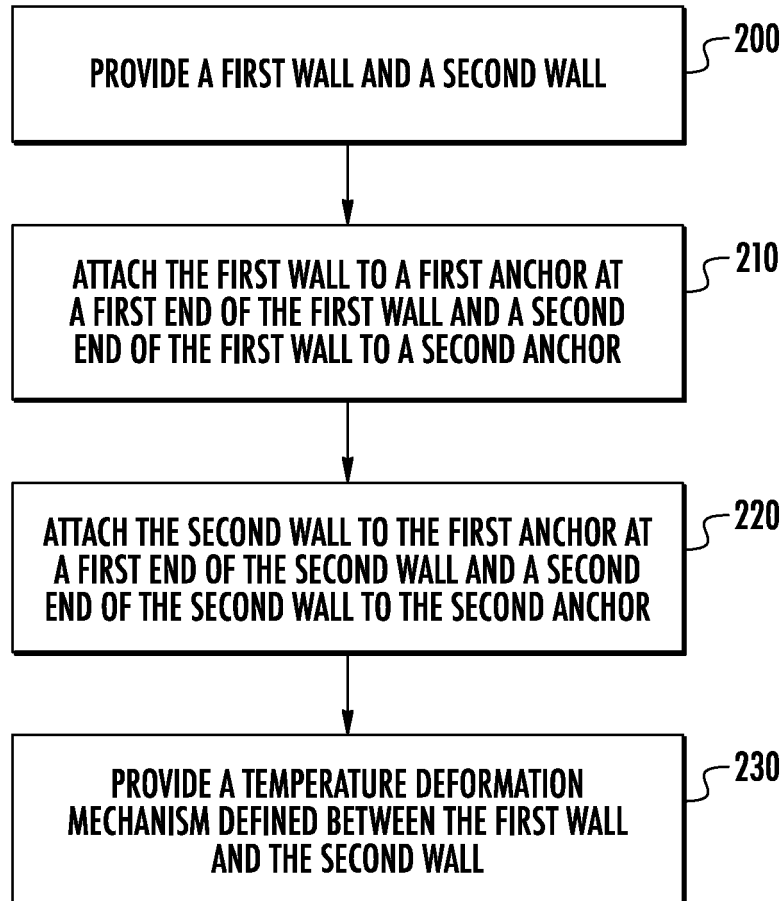 PROVIDE A FIRST WALL AND A SECOND WALL
200
ATTACH THE FIRST WALL TO A FIRST ANCHOR AT
A FIRST END OF THE FIRST WALL AND A SECOND
END OF THE FIRST WALL TO A SECOND ANCHOR
210
ATTACH THE SECOND WALL TO THE FIRST ANCHOR AT
A FIRST END OF THE SECOND WALL AND A SECOND
END OF THE SECOND WALL TO THE SECOND ANCHOR
220
PROVIDE A TEMPERATURE DEFORMATION
MECHANISM DEFINED BETWEEN THE FIRST WALL
AND THE SECOND WALL
230